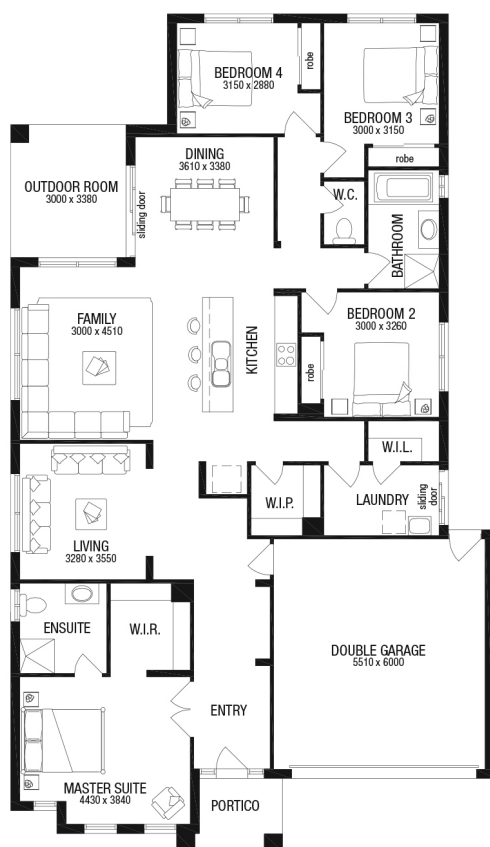 robe
BEDROOM 4
3150 x 2880
BEDROOM 3
3000 x 3150
robe
DINING
3610 x 3380
OUTDOOR ROOM
3000 x 3380
sliding door
W.C.
BATHROOM
FAMILY
3000 x 4510
KITCHEN
BEDROOM 2
3000 x 3260
robe
W.I.L.
W.I.P.
LAUNDRY
sliding
door
LIVING
3280 x 3550
ENSUITE
W.I.R.
DOUBLE GARAGE
5510 x 6000
ENTRY
MASTER SUITE
4430 x 3840
PORTICO